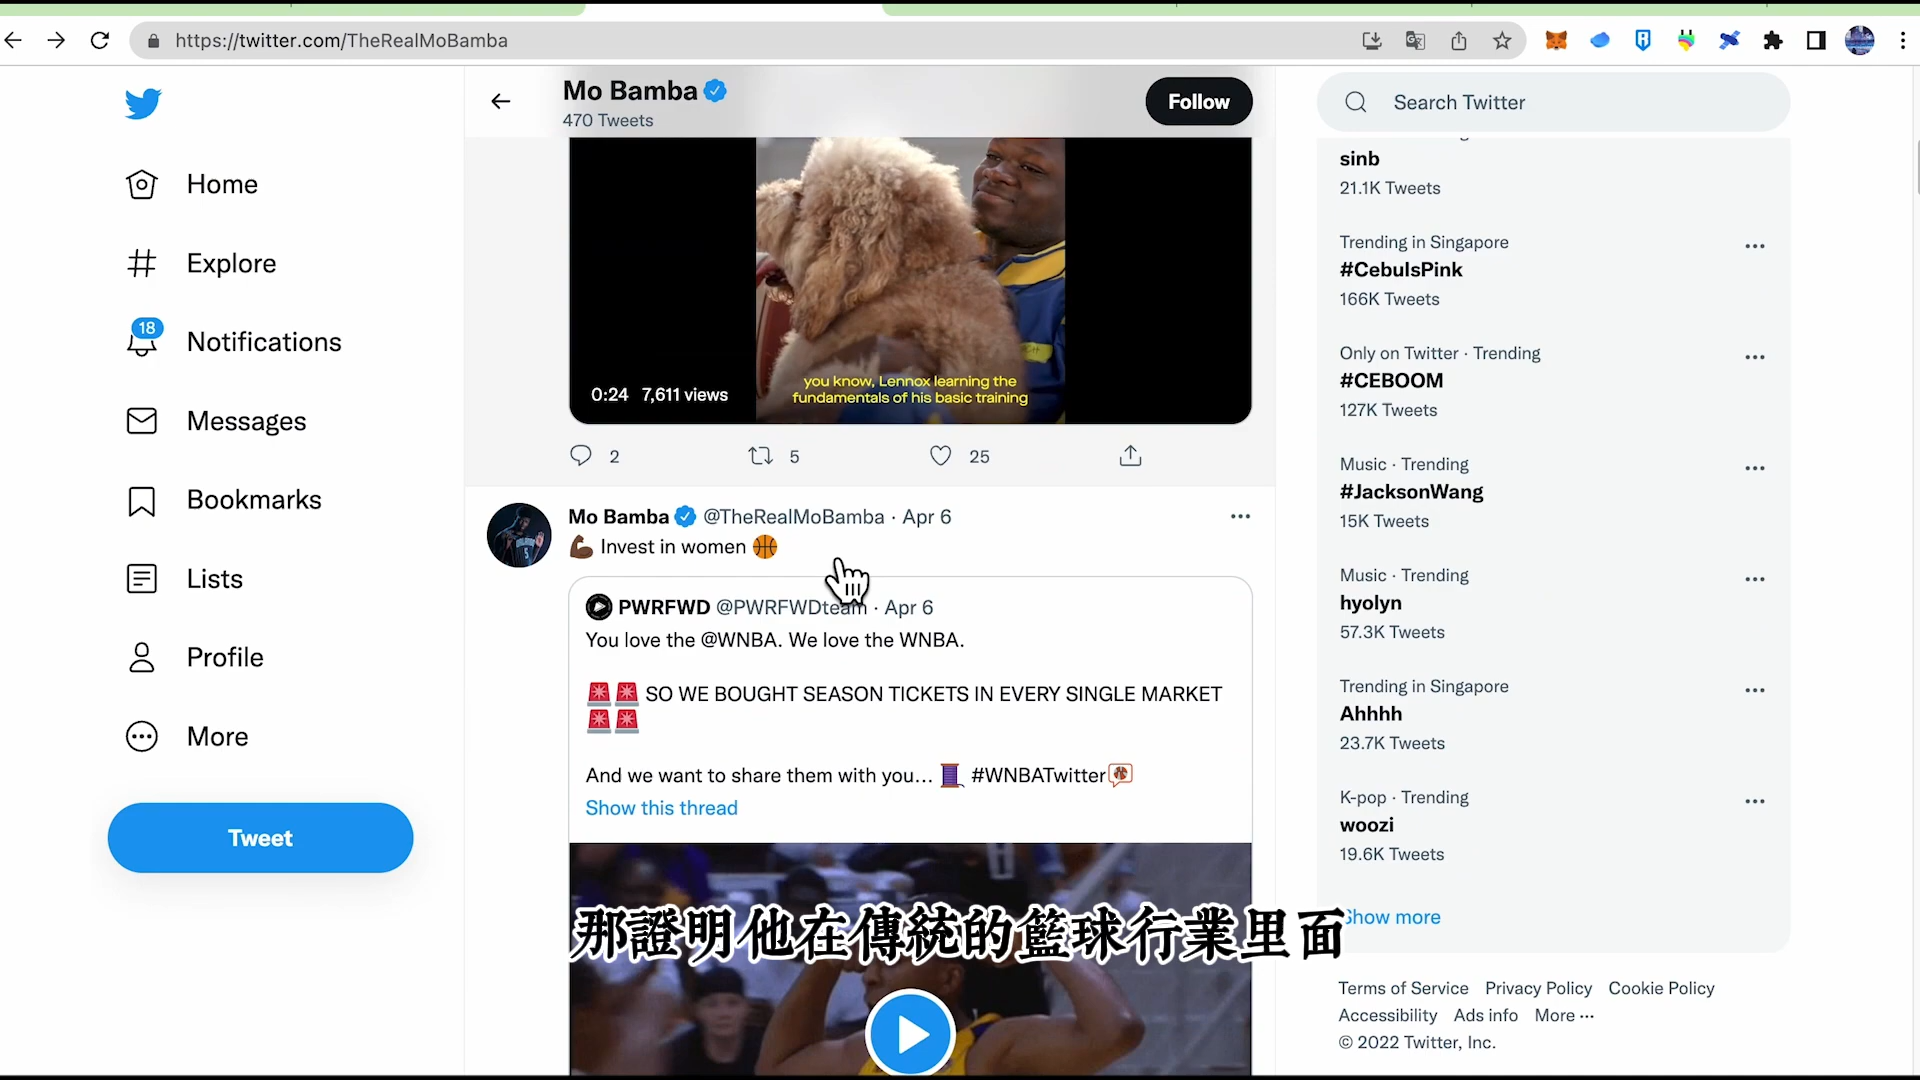 https://twitter.com/TheRealMoBamba
Home
Explore
18
Notifications
Messages
Bookmarks
Lists
Profile
More
Tweet
Mo Bamba
470 Tweets
Follow
you know, Lennox learning the
fundamentals of his basic training
0:24 7,611 views
2 5 25
Mo Bamba @TheRealMoBamba · Apr 6
💪🏿 Invest in women 🏀
PWRFWD @PWRFWDteam · Apr 6
You love the @WNBA. We love the WNBA.
🚨🚨 SO WE BOUGHT SEASON TICKETS IN EVERY SINGLE MARKET
🚨🚨
And we want to share them with you... 🧵 #WNBATwitter
Show this thread
那證明他在傳統的籃球行業里面
Search Twitter
sinb
21.1K Tweets
Trending in Singapore
#CebuIsPink
166K Tweets
Only on Twitter · Trending
#CEBOOM
127K Tweets
Music · Trending
#JacksonWang
15K Tweets
Music · Trending
hyolyn
57.3K Tweets
Trending in Singapore
Ahhhh
23.7K Tweets
K-pop · Trending
woozi
19.6K Tweets
Show more
Terms of Service Privacy Policy Cookie Policy
Accessibility Ads info More ···
© 2022 Twitter, Inc.